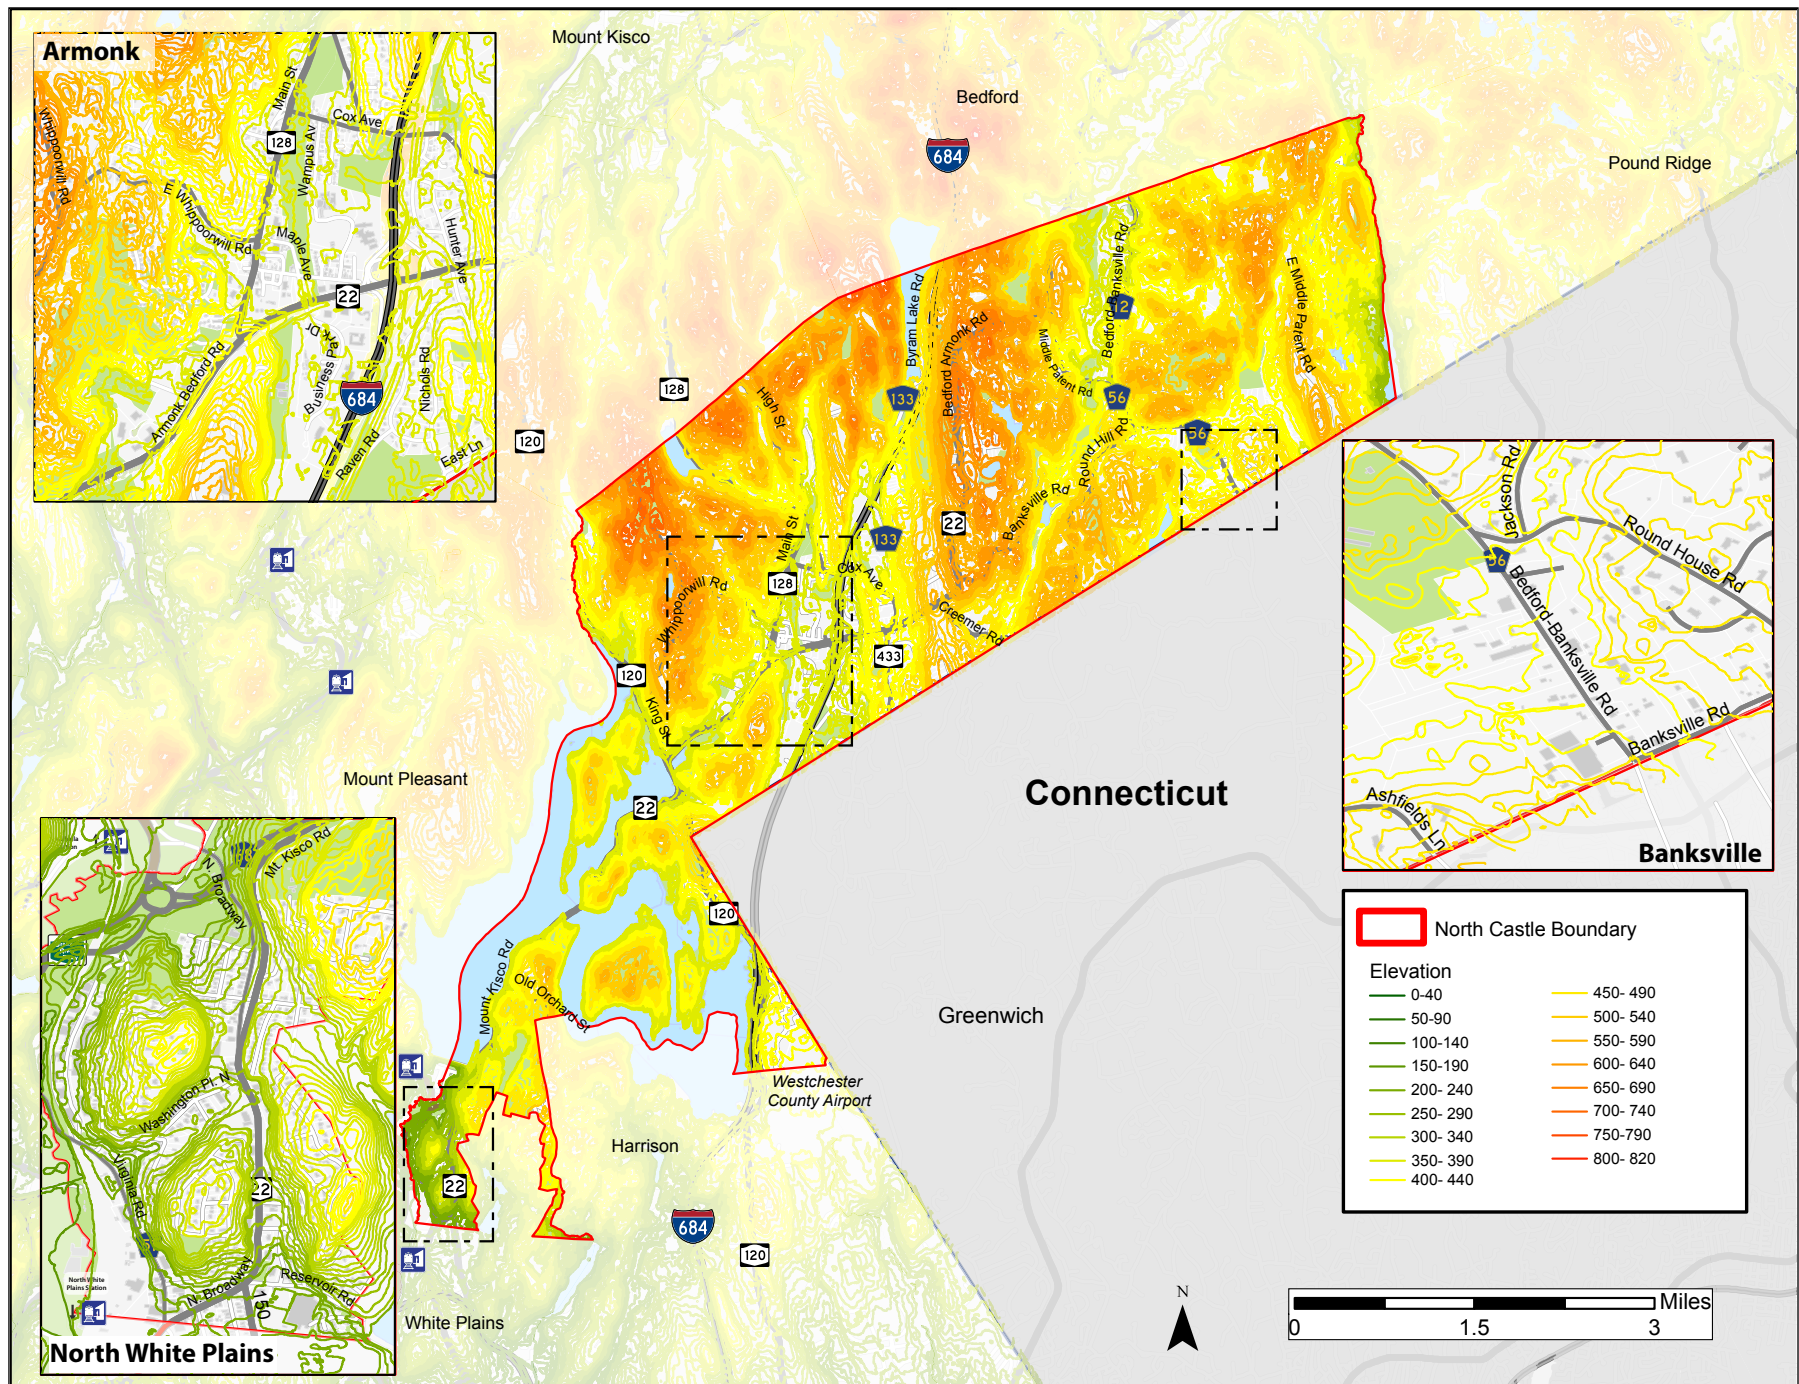 Armonk
Main St
Cox Ave
128
Wampus Av
Whippoorwill Rd
E Whippoorwill Rd
Maple Ave
Hunter Ave
22
Business Park Dr
Armonk Bedford Rd
Nichols Rd
684
Raven Rd
East Ln
Mount Kisco
Bedford
684
Pound Ridge
Byram Lake Rd
Bedford Armonk Rd
Bedford-Banksville Rd
E Middle Patent Rd
Middle Patent Rd
128
120
High St
133
56
56
Round Hill Rd
Banksville Rd
22
133
Main St
128
Cox Ave
Whippoorwill Rd
Creemer Rd
433
120
King St
22
Mount Pleasant
Connecticut
Greenwich
120
Mount Kisco Rd
Old Orchard St
Westchester
County Airport
Harrison
22
684
120
White Plains
Jackson Rd
Round House Rd
56
Bedford-Banksville Rd
Banksville Rd
Ashfields Ln
Banksville
Mt. Kisco Rd
N. Broadway
Washington Pl. N
Virginia Rd
22
N. Broadway
Reservoir Rd
150
North White
Plains Station
North White Plains
North Castle Boundary
Elevation
0-40
50-90
100-140
150-190
200- 240
250- 290
300- 340
350- 390
400- 440
450- 490
500- 540
550- 590
600- 640
650- 690
700- 740
750-790
800- 820
N
Miles
0
1.5
3